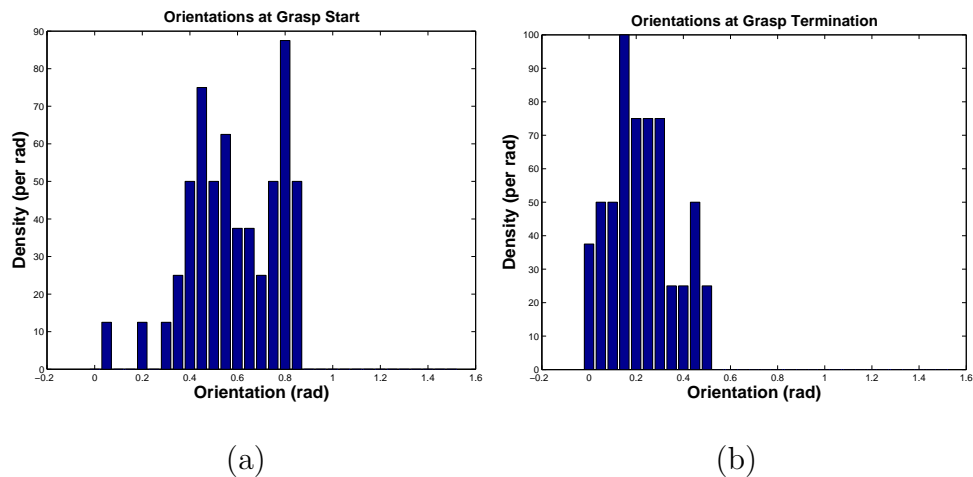 Orientations at Grasp Start
90
80
70
60
50
40
30
20
10
0
Density (per rad)
−0.2 0 0.2 0.4 0.6 0.8 1 1.2 1.4 1.6
Orientation (rad)
(a)
Orientations at Grasp Termination
100
90
80
70
60
50
40
30
20
10
0
Density (per rad)
−0.2 0 0.2 0.4 0.6 0.8 1 1.2 1.4 1.6
Orientation (rad)
(b)